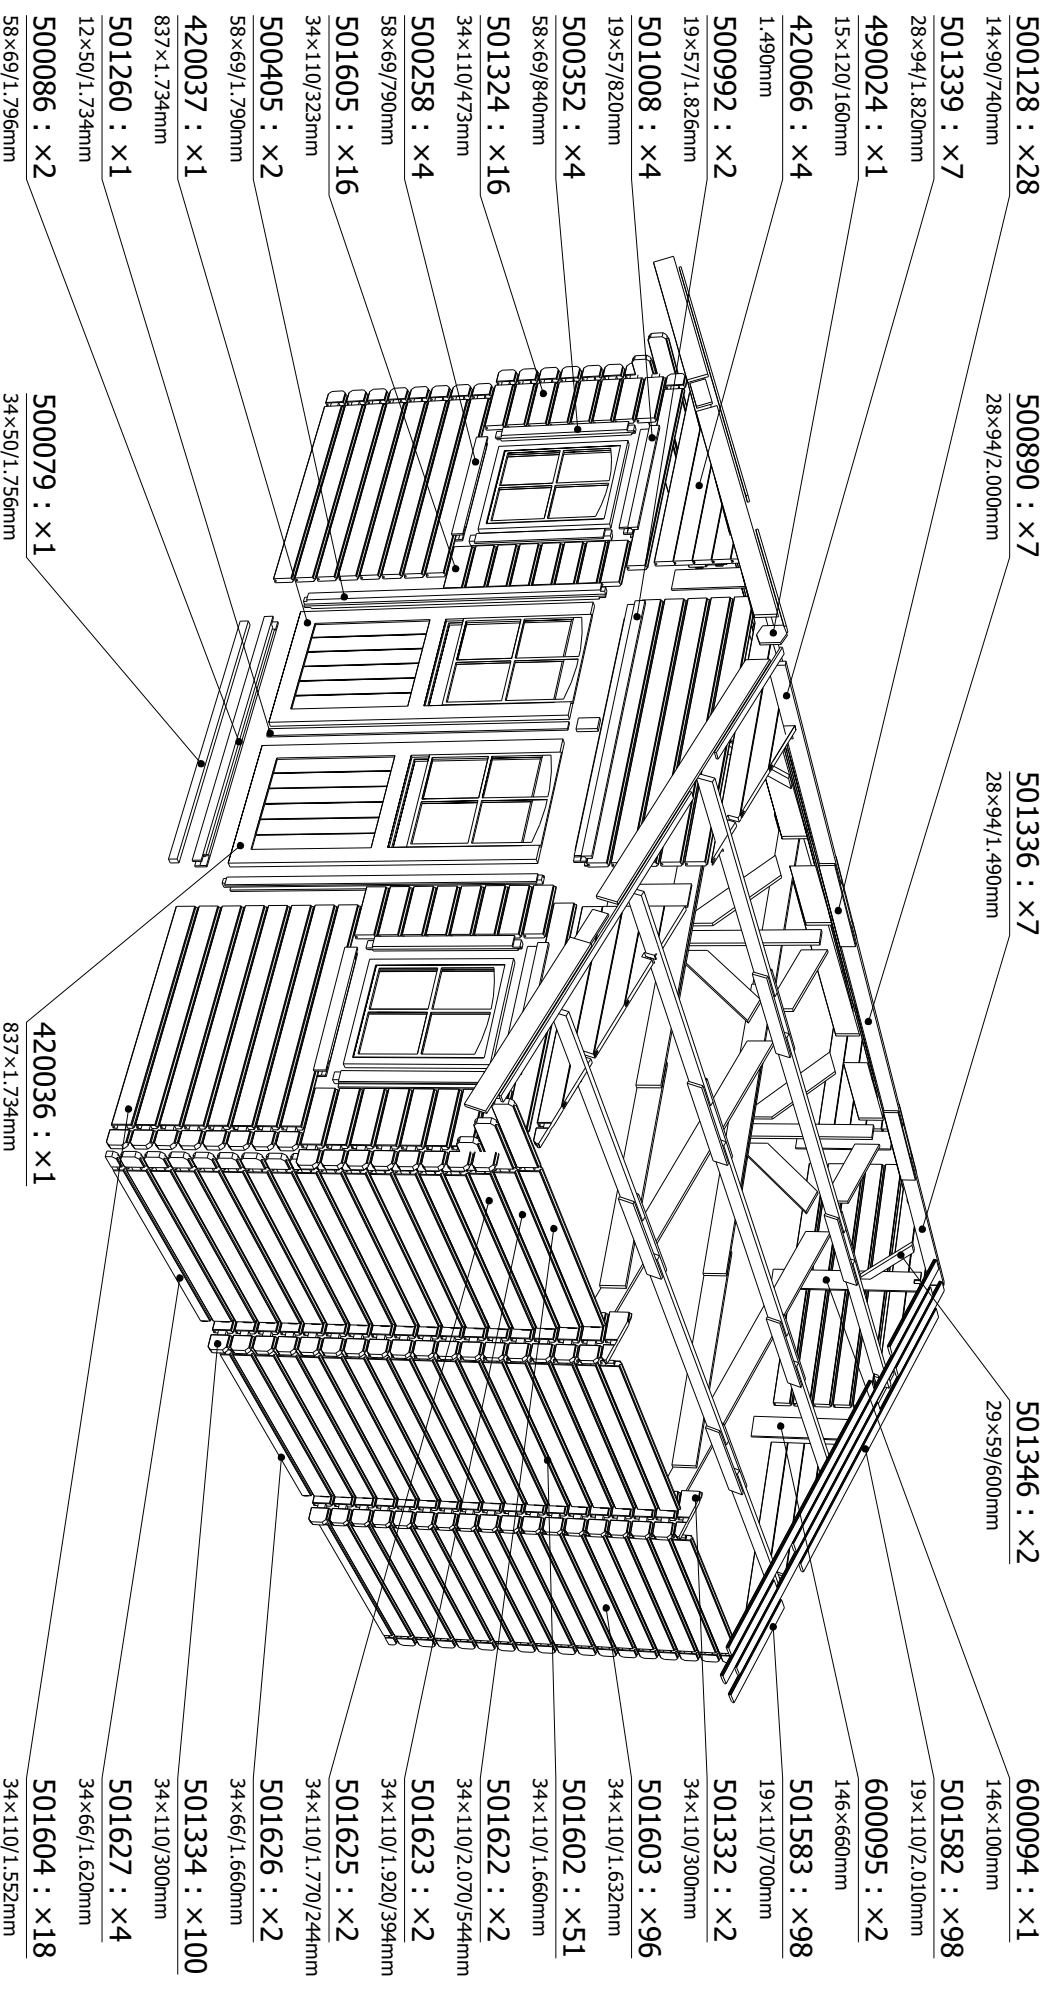 500128 : ×28
14×90/740mm
501339 : ×7
28×94/1.820mm
490024 : ×1
15×120/160mm
420066 : ×4
1.490mm
500992 : ×2
19×57/1.826mm
501008 : ×4
19×57/820mm
500352 : ×4
58×69/840mm
501324 : ×16
34×110/473mm
500258 : ×4
58×69/790mm
501605 : ×16
34×110/323mm
500405 : ×2
58×69/1.790mm
420037 : ×1
837×1.734mm
501260 : ×1
12×50/1.734mm
500086 : ×2
58×69/1.796mm
500890 : ×7
28×94/2.000mm
500079 : ×1
34×50/1.756mm
501336 : ×7
28×94/1.490mm
420036 : ×1
837×1.734mm
501346 : ×2
29×59/600mm
600094 : ×1
146×100mm
501582 : ×98
19×110/2.010mm
600095 : ×2
146×660mm
501583 : ×98
19×110/700mm
501332 : ×2
34×110/300mm
501603 : ×96
34×110/1.632mm
501602 : ×51
34×110/1.660mm
501622 : ×2
34×110/2.070/544mm
501623 : ×2
34×110/1.920/394mm
501625 : ×2
34×110/1.770/244mm
501626 : ×2
34×66/1.660mm
501334 : ×100
34×110/300mm
501627 : ×4
34×66/1.620mm
501604 : ×18
34×110/1.552mm